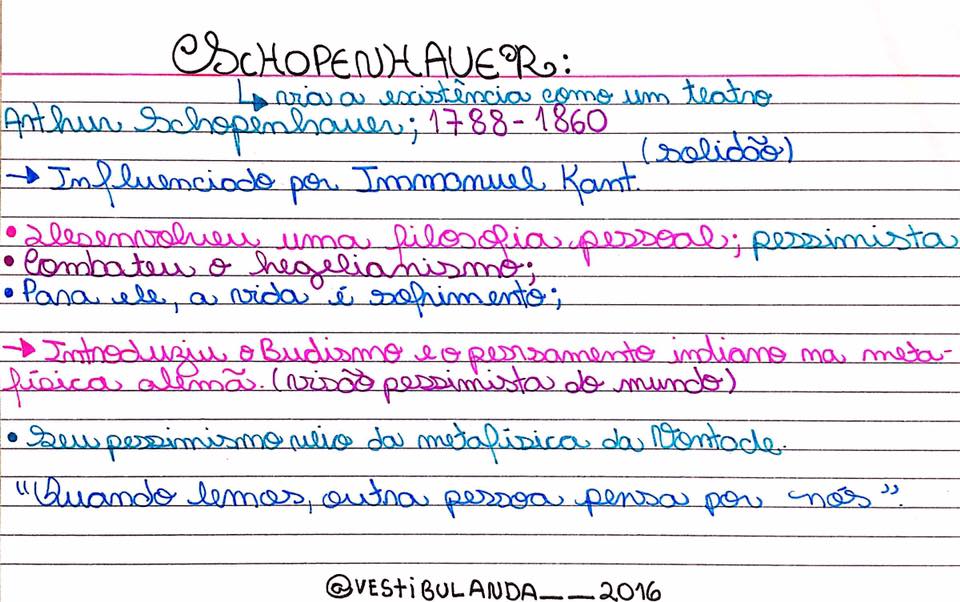 SCHOPENHAUER:
↳ via a existência como um teatro
Arthur Schopenhauer; 1788-1860
(solidão)
→ Influenciado por Immanuel Kant.
• Desenvolveu uma filosofia pessoal; pessimista
• Combateu o hegelianismo;
• Para ele, a vida é sofrimento;
→ Introduziu o Budismo e o pensamento indiano na meta-
física alemã. (visão pessimista do mundo)
• Seu pessimismo veio da metafísica da Vontade.
"Quando lemos, outra pessoa pensa por nós".
@VESTIBULANDA__2016